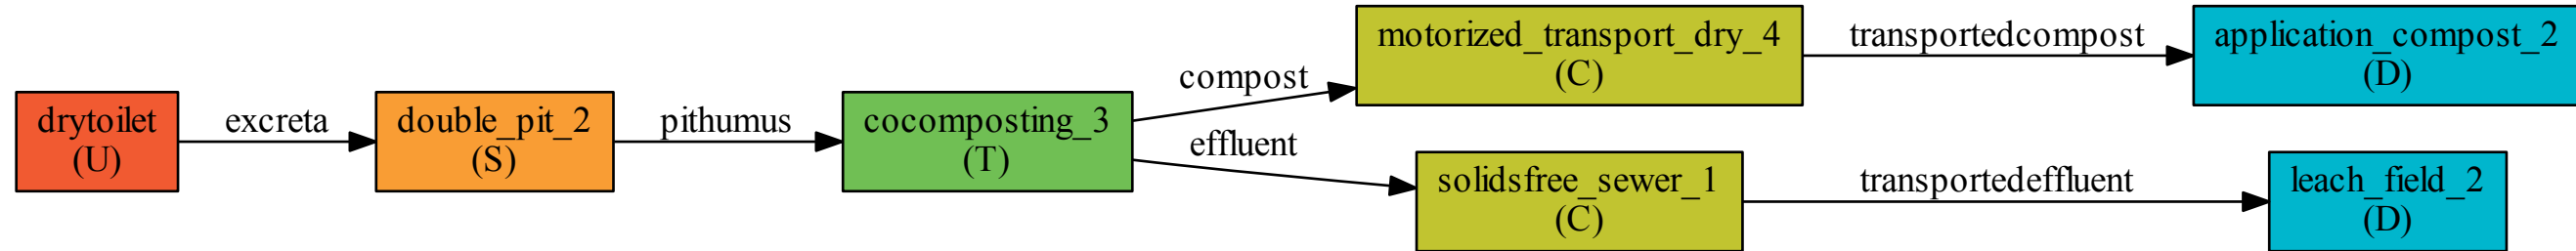 drytoilet
(U)
excreta
double_pit_2
(S)
pithumus
cocomposting_3
(T)
compost
effluent
motorized_transport_dry_4
(C)
transportedcompost
application_compost_2
(D)
solidsfree_sewer_1
(C)
transportedeffluent
leach_field_2
(D)